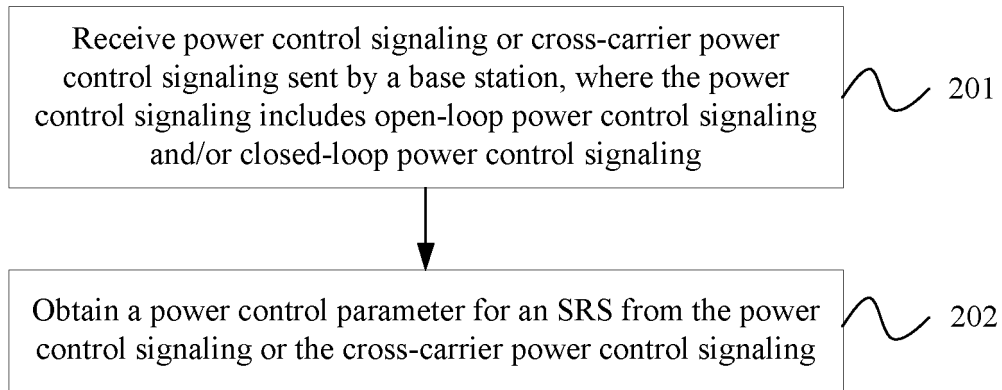 Receive power control signaling or cross-carrier power
control signaling sent by a base station, where the power
control signaling includes open-loop power control signaling
and/or closed-loop power control signaling
201
Obtain a power control parameter for an SRS from the power
control signaling or the cross-carrier power control signaling
202